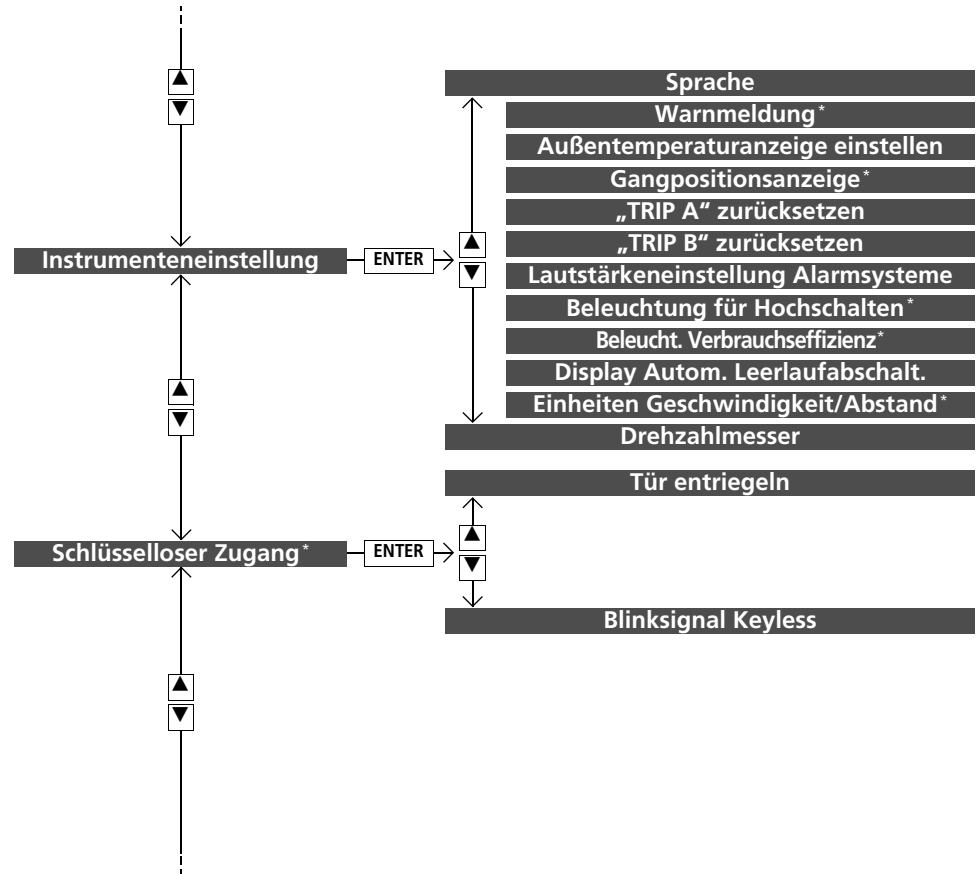 Sprache
Warnmeldung*
Außentemperaturanzeige einstellen
Gangpositionsanzeige*
„TRIP A“ zurücksetzen
„TRIP B“ zurücksetzen
Instrumenteneinstellung ENTER
Lautstärkeneinstellung Alarmsysteme
Beleuchtung für Hochschalten*
Beleucht. Verbrauchseffizienz*
Display Autom. Leerlaufabschalt.
Einheiten Geschwindigkeit/Abstand*
Drehzahlmesser
Tür entriegeln
Schlüsselloser Zugang* ENTER
Blinksignal Keyless